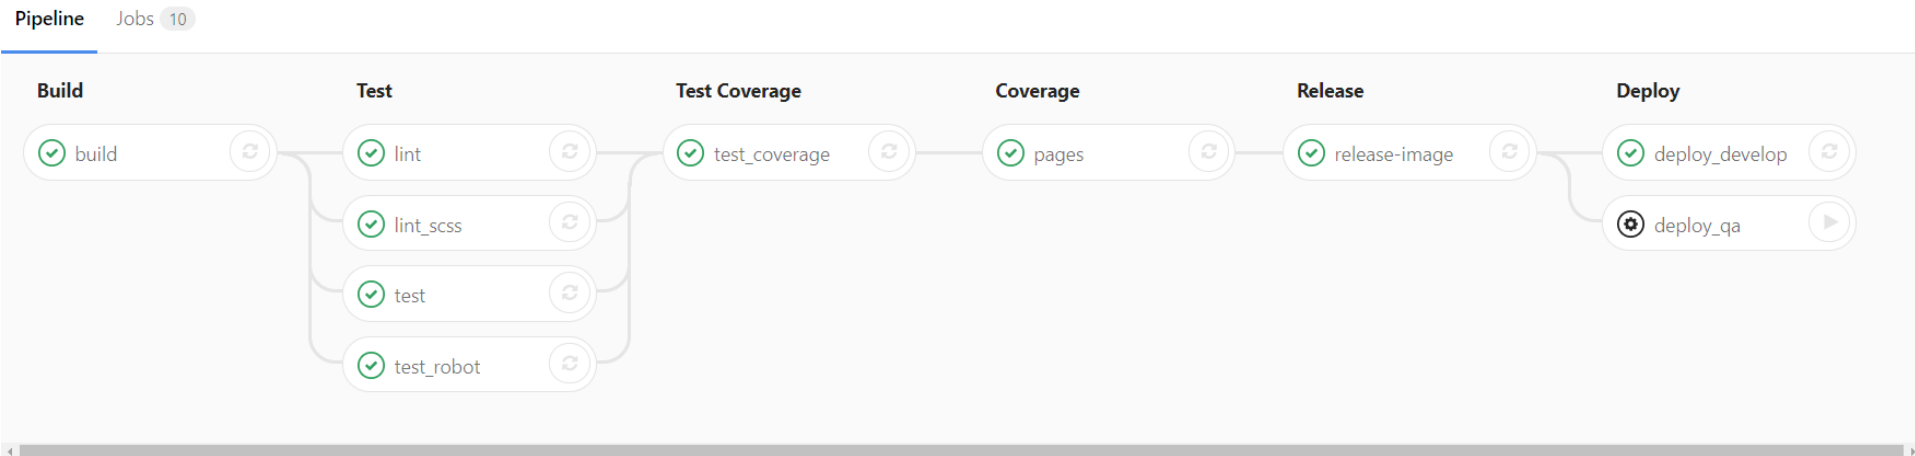 Pipeline Jobs 10
Build Test Test Coverage Coverage Release Deploy
build lint test_coverage pages release-image deploy_develop
lint_scss deploy_qa
test
test_robot